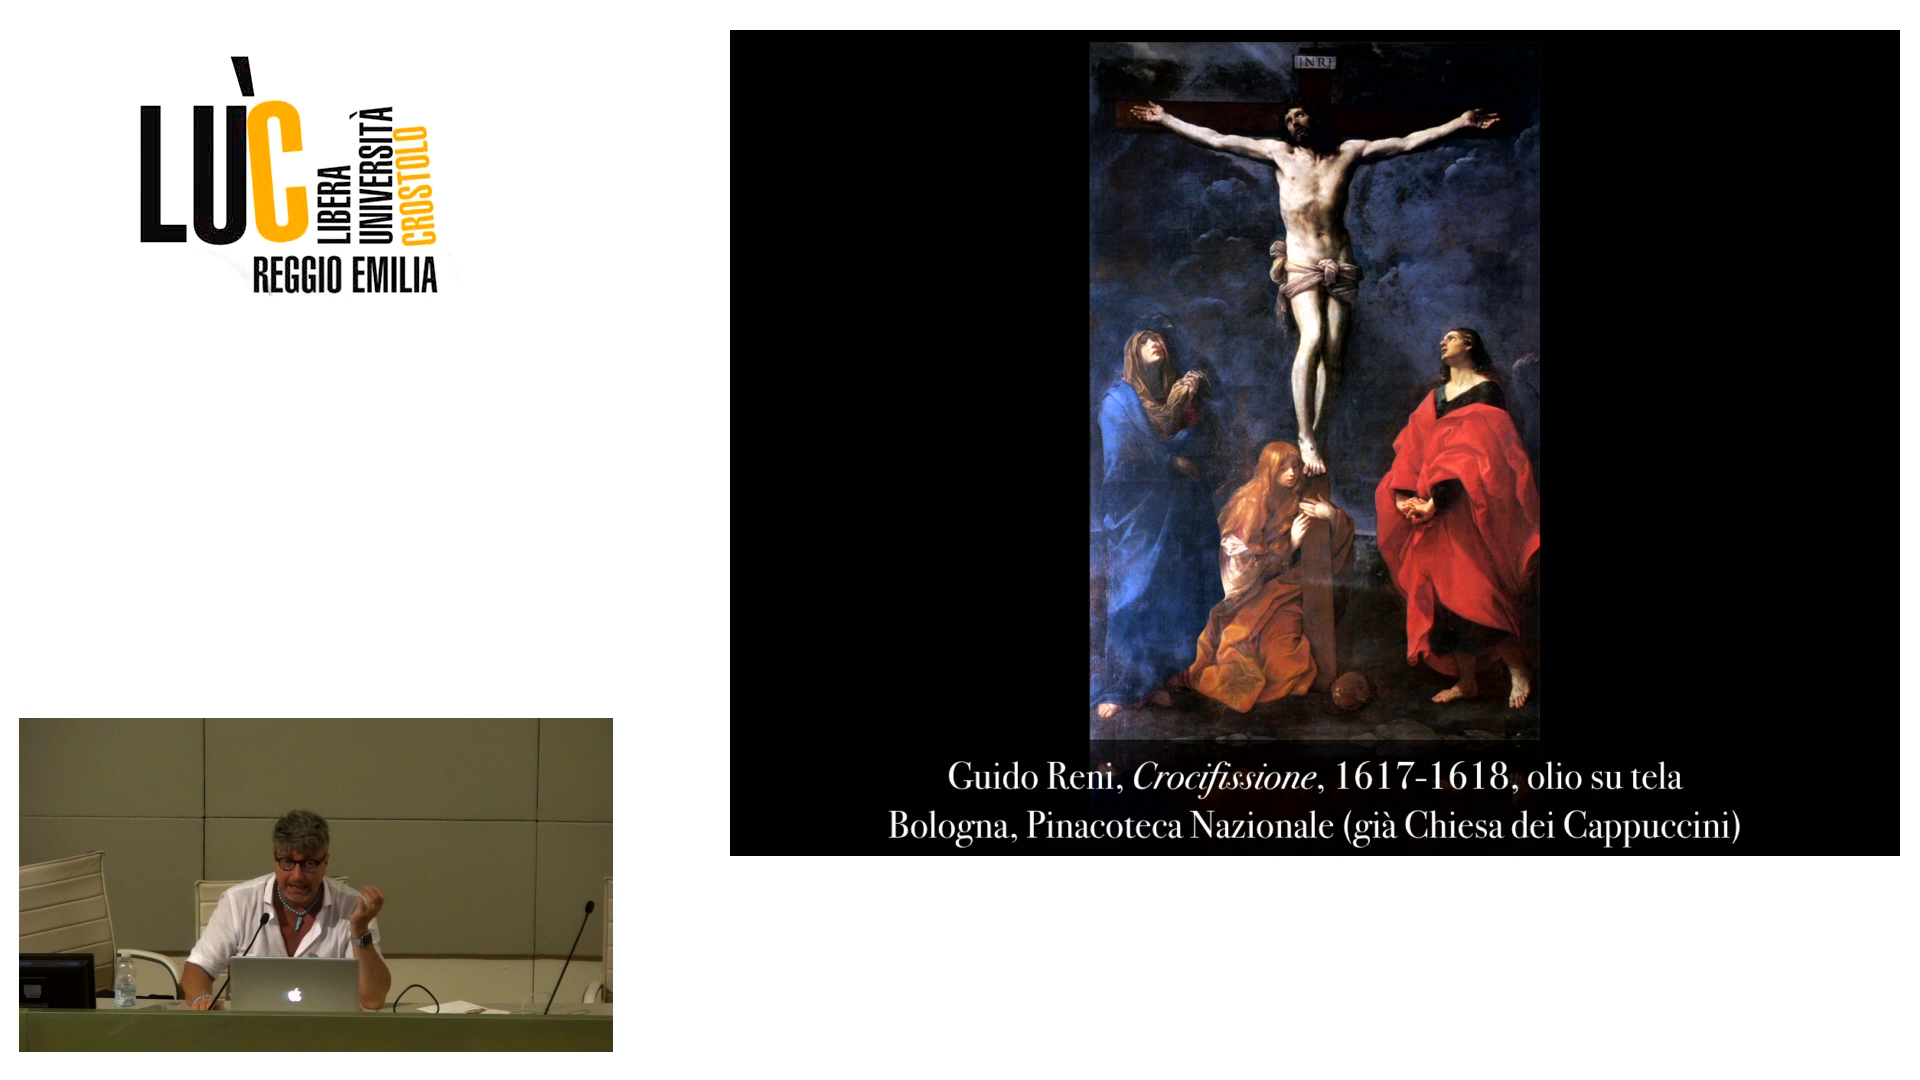 LÙC
LIBERA
UNIVERSITÀ
CROSTOLO
REGGIO EMILIA
INRI
Guido Reni, Crocifissione, 1617-1618, olio su tela
Bologna, Pinacoteca Nazionale (già Chiesa dei Cappuccini)